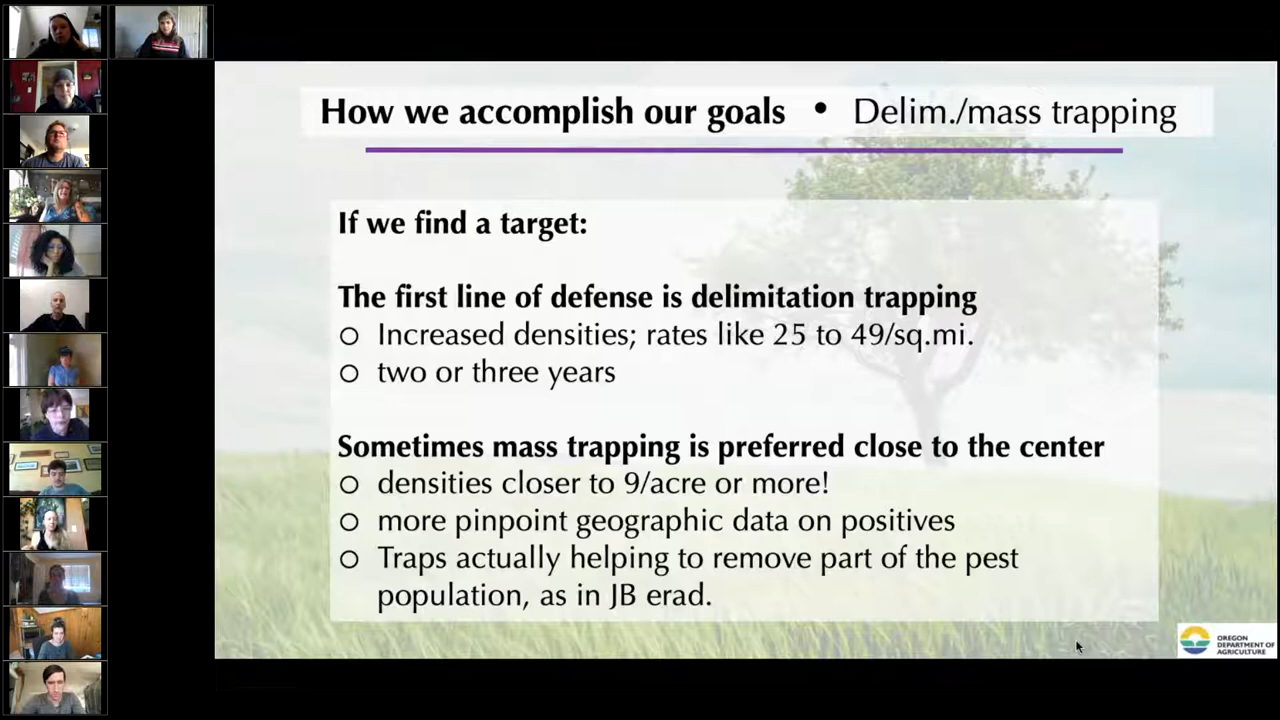 How we accomplish our goals • Delim./mass trapping
If we find a target:
The first line of defense is delimitation trapping
Increased densities; rates like 25 to 49/sq.mi.
two or three years
Sometimes mass trapping is preferred close to the center
densities closer to 9/acre or more!
more pinpoint geographic data on positives
Traps actually helping to remove part of the pest
population, as in JB erad.
OREGON
DEPARTMENT OF
AGRICULTURE